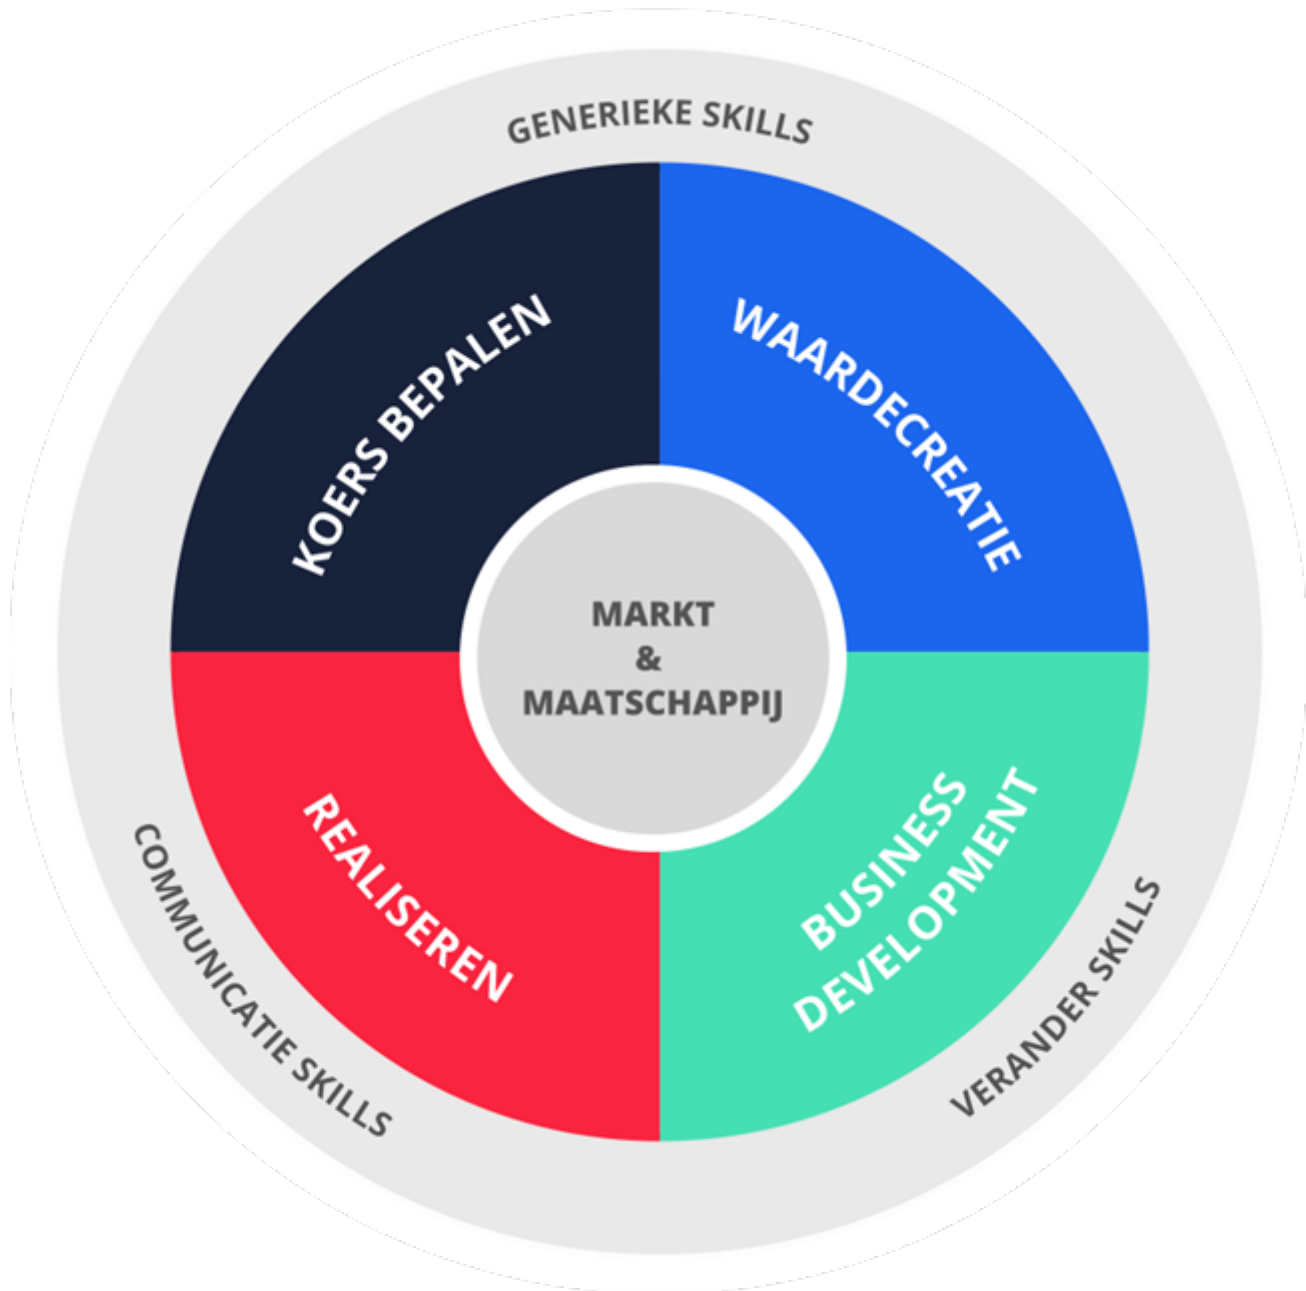 GENERIEKE SKILLS
KOERS BEPALEN
WAARDECREATIE
MARKT
&
MAATSCHAPPIJ
REALISEREN
BUSINESS
DEVELOPMENT
COMMUNICATIE SKILLS
VERANDER SKILLS